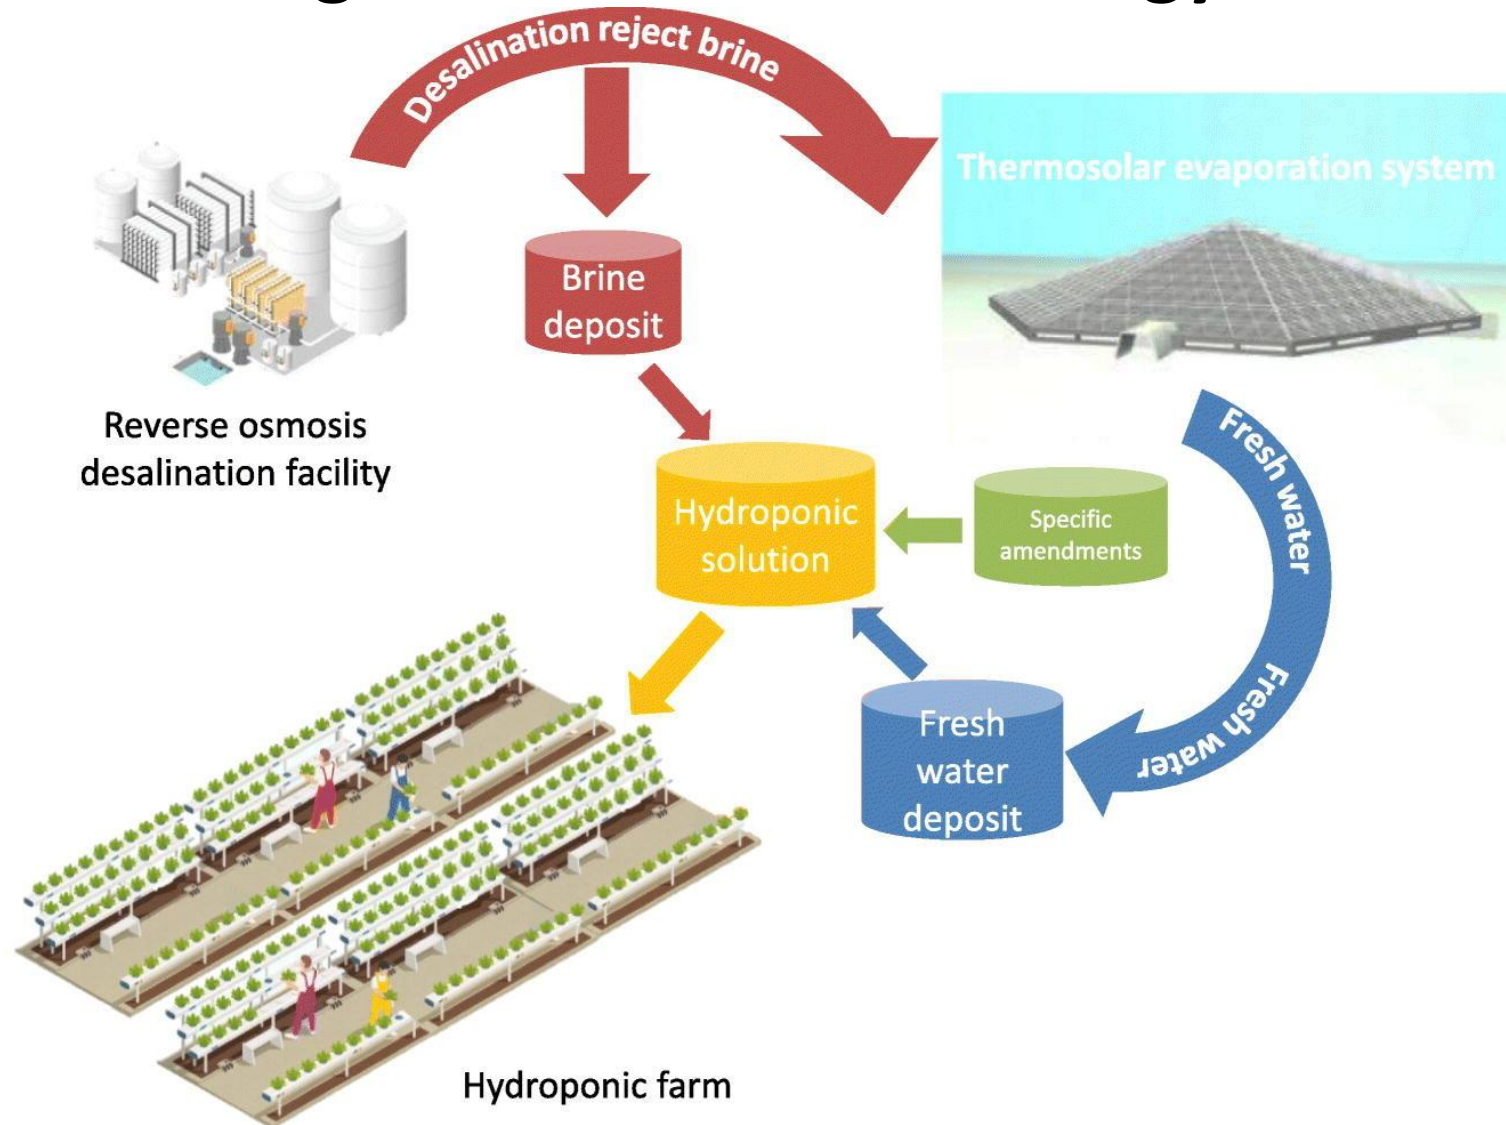 Desalination reject brine
Thermosolar evaporation system
Brine
deposit
Reverse osmosis
desalination facility
Fresh water
Hydroponic
solution
Specific
amendments
Fresh water
Fresh
water
deposit
Hydroponic farm